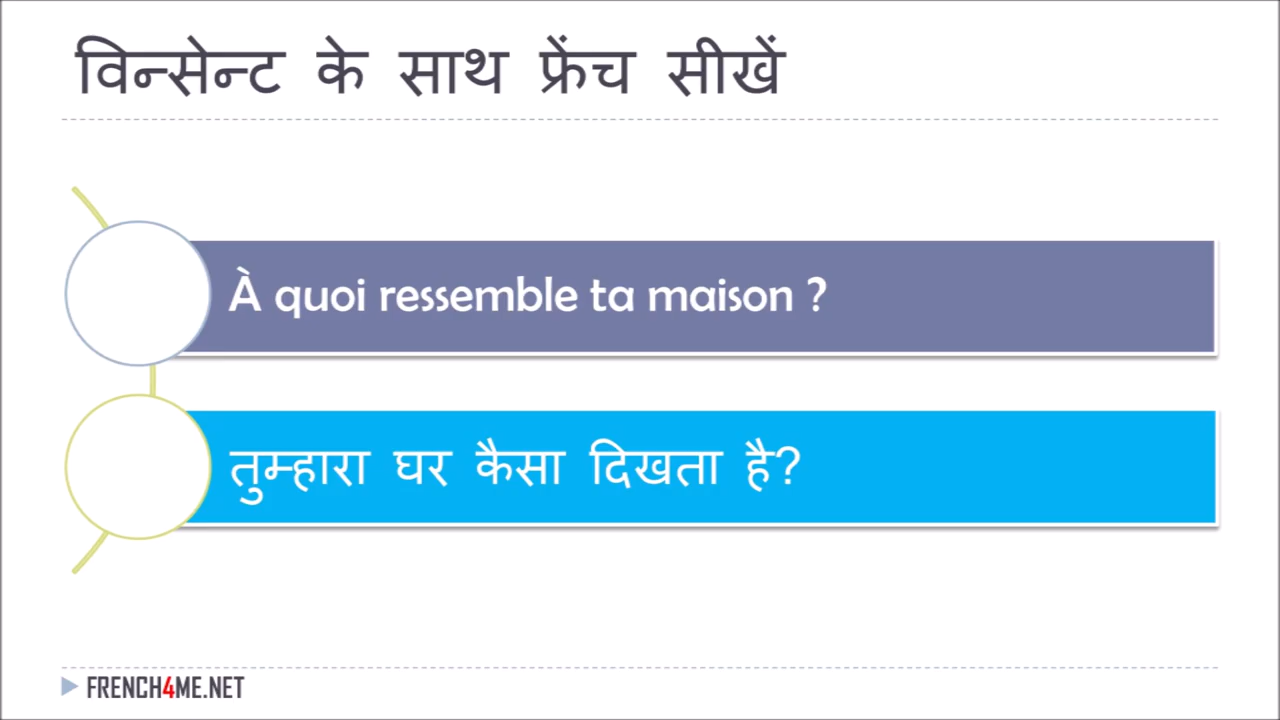 विन्सेन्ट के साथ फ्रेंच सीखें
À quoi ressemble ta maison ?
तुम्हारा घर कैसा दिखता है?
FRENCH4ME.NET